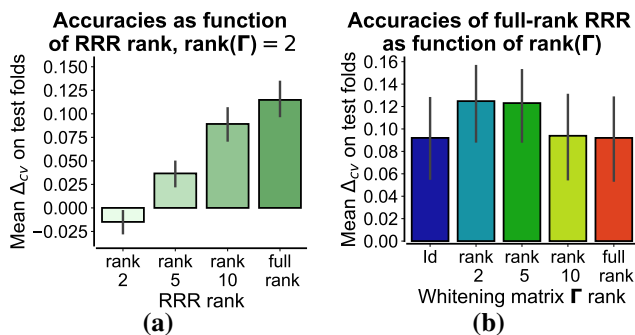 Accuracies as function
of RRR rank, rank(Γ) = 2
Mean Δcv on test folds
0.150
0.125
0.100
0.075
0.050
0.025
0.000
−0.025
rank
2
rank
5
rank
10
full
rank
RRR rank
(a)
Accuracies of full-rank RRR
as function of rank(Γ)
Mean Δcv on test folds
0.16
0.14
0.12
0.10
0.08
0.06
0.04
0.02
0.00
Id
rank
2
rank
5
rank
10
full
rank
Whitening matrix Γ rank
(b)